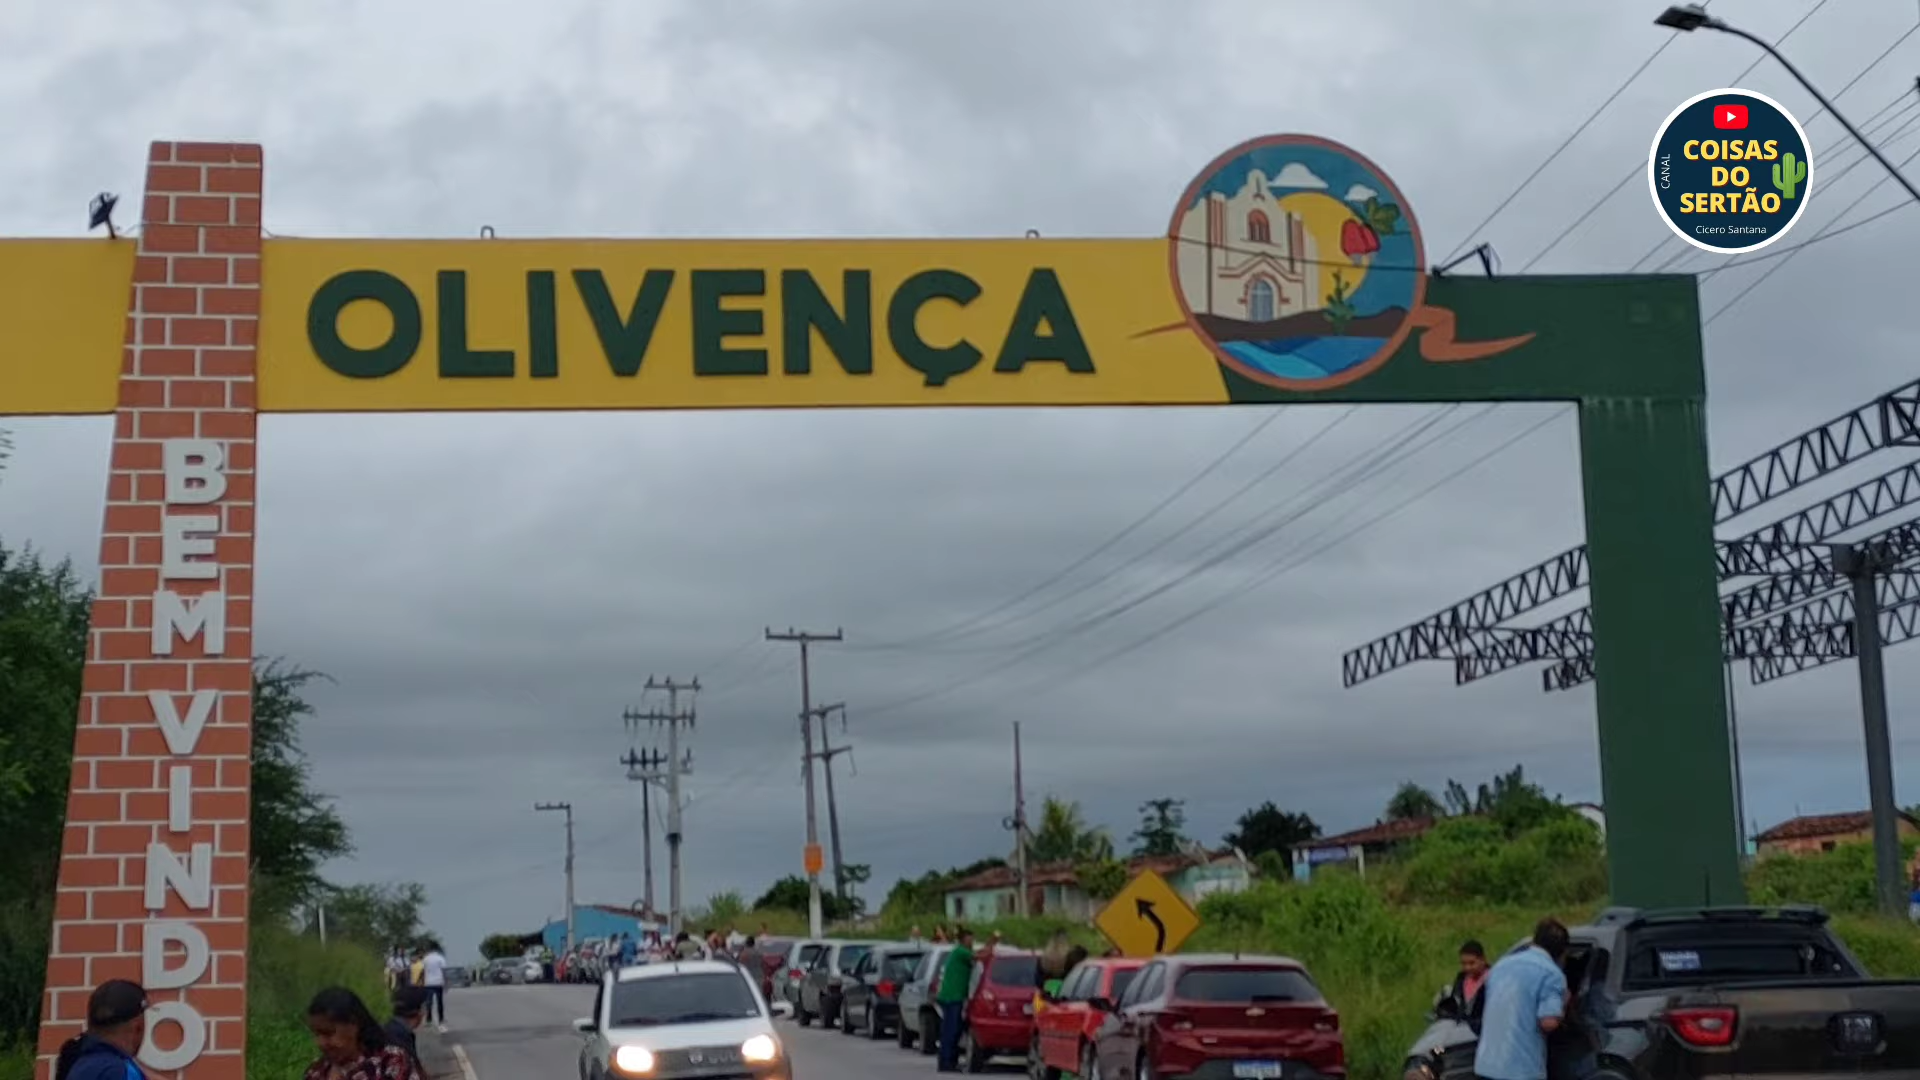 OLIVENÇA
BEM VINDO
CANAL
COISAS
DO
SERTÃO
Cicero Santana